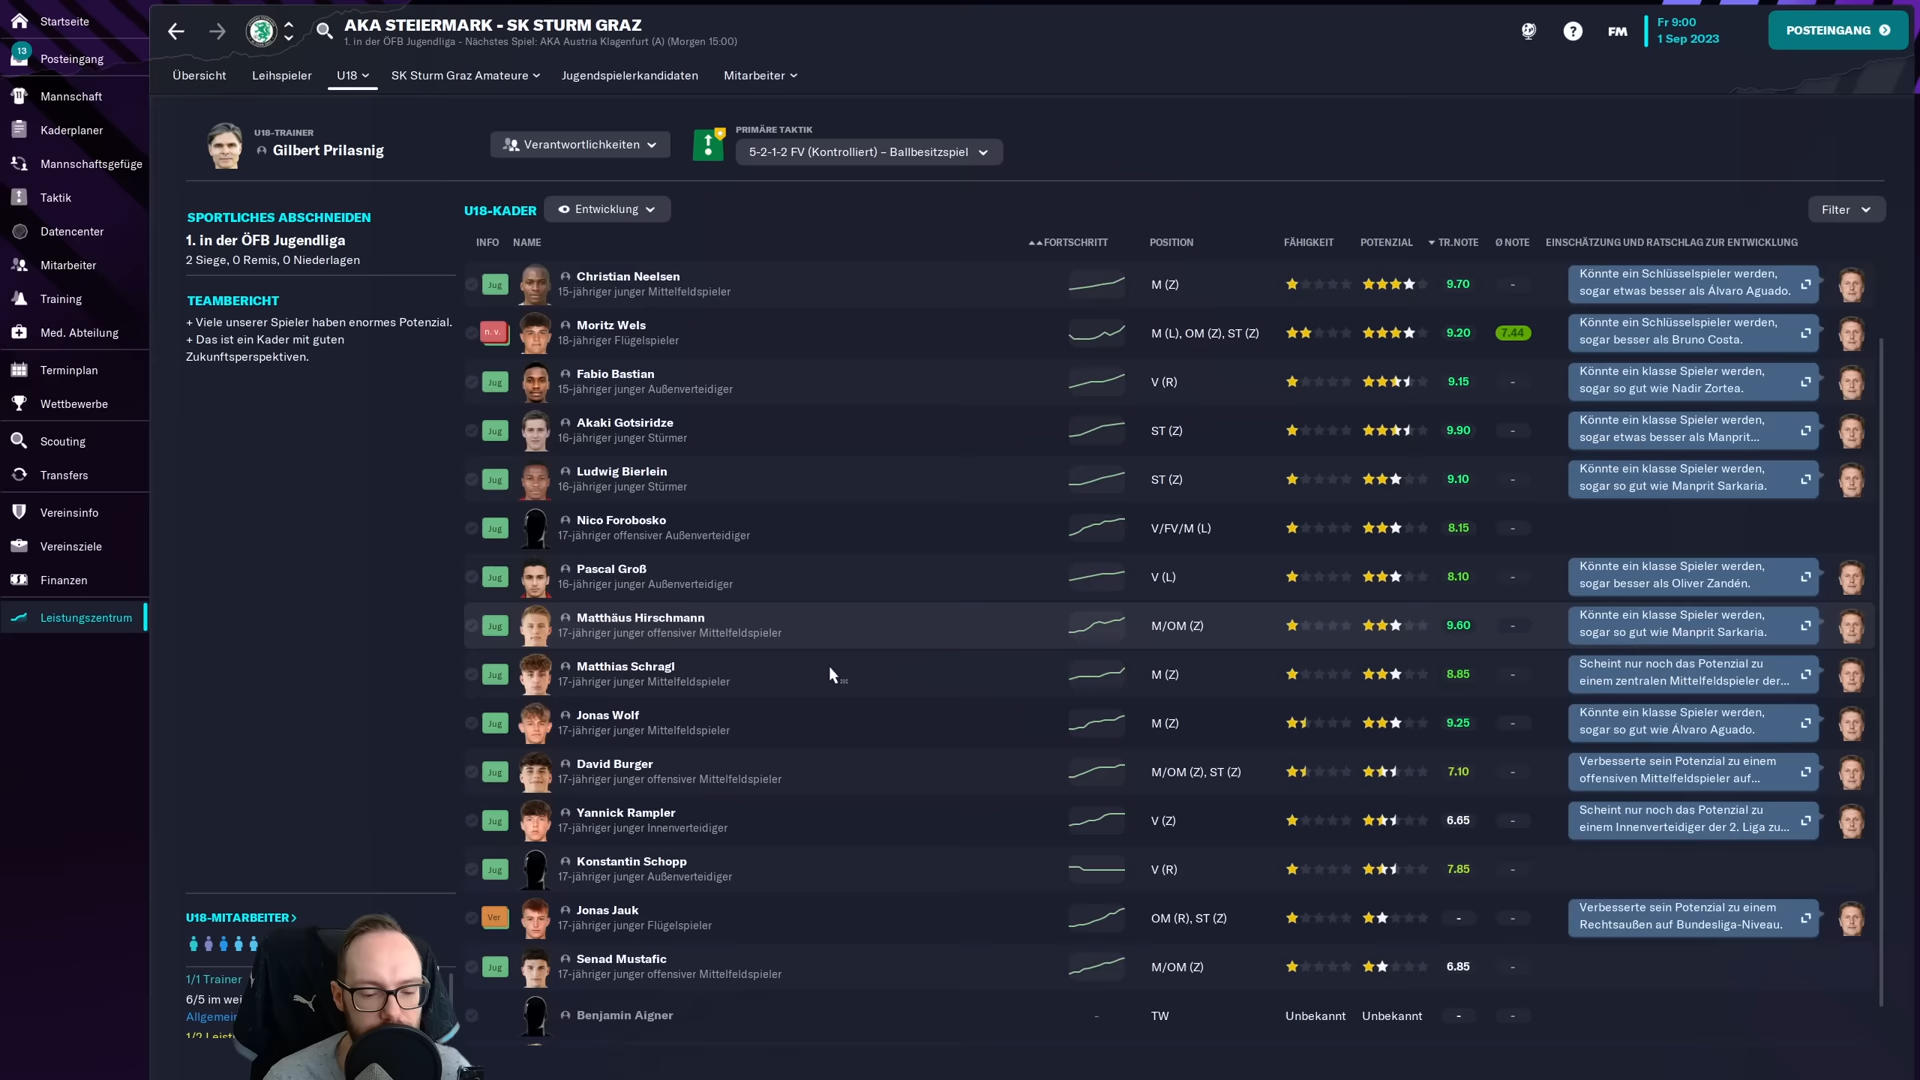 Startseite
13
Posteingang
Mannschaft
Kaderplaner
Mannschaftsgefüge
Taktik
Datencenter
Mitarbeiter
Training
Med. Abteilung
Terminplan
Wettbewerbe
Scouting
Transfers
Vereinsinfo
Vereinsziele
Finanzen
Leistungszentrum
AKA STEIERMARK - SK STURM GRAZ
1. in der ÖFB Jugendliga - Nächstes Spiel: AKA Austria Klagenfurt (A) (Morgen 15:00)
FM
Fr 9:00
1 Sep 2023
POSTEINGANG
Übersicht
Leihspieler
U18
SK Sturm Graz Amateure
Jugendspielerkandidaten
Mitarbeiter
U18-TRAINER
Gilbert Prilasnig
Verantwortlichkeiten
PRIMÄRE TAKTIK
5-2-1-2 FV (Kontrolliert) – Ballbesitzspiel
SPORTLICHES ABSCHNEIDEN
1. in der ÖFB Jugendliga
2 Siege, 0 Remis, 0 Niederlagen
TEAMBERICHT
+ Viele unserer Spieler haben enormes Potenzial.
+ Das ist ein Kader mit guten
Zukunftsperspektiven.
U18-MITARBEITER
1/1 Trainer
6/5 im wei
Allgemein
U18-KADER
Entwicklung
Filter
INFO NAME FORTSCHRITT POSITION FÄHIGKEIT POTENZIAL TR.NOTE Ø NOTE EINSCHÄTZUNG UND RATSCHLAG ZUR ENTWICKLUNG
Jug Christian Neelsen
15-jähriger junger Mittelfeldspieler
M (Z) 9.70 -
Könnte ein Schlüsselspieler werden,
sogar etwas besser als Álvaro Aguado.
n. v. Moritz Wels
18-jähriger Flügelspieler
M (L), OM (Z), ST (Z) 9.20 7.44
Könnte ein Schlüsselspieler werden,
sogar besser als Bruno Costa.
Jug Fabio Bastian
15-jähriger junger Außenverteidiger
V (R) 9.15 -
Könnte ein klasse Spieler werden,
sogar so gut wie Nadir Zortea.
Jug Akaki Gotsiridze
16-jähriger junger Stürmer
ST (Z) 9.90 -
Könnte ein klasse Spieler werden,
sogar etwas besser als Manprit...
Jug Ludwig Bierlein
16-jähriger junger Stürmer
ST (Z) 9.10 -
Könnte ein klasse Spieler werden,
sogar so gut wie Manprit Sarkaria.
Jug Nico Forobosko
17-jähriger offensiver Außenverteidiger
V/FV/M (L) 8.15 -
Jug Pascal Groß
16-jähriger junger Außenverteidiger
V (L) 8.10 -
Könnte ein klasse Spieler werden,
sogar besser als Oliver Zandén.
Jug Matthäus Hirschmann
17-jähriger junger offensiver Mittelfeldspieler
M/OM (Z) 9.60 -
Könnte ein klasse Spieler werden,
sogar so gut wie Manprit Sarkaria.
Jug Matthias Schragl
17-jähriger junger Mittelfeldspieler
M (Z) 8.85 -
Scheint nur noch das Potenzial zu
einem zentralen Mittelfeldspieler der...
Jug Jonas Wolf
17-jähriger junger Mittelfeldspieler
M (Z) 9.25 -
Könnte ein klasse Spieler werden,
sogar so gut wie Álvaro Aguado.
Jug David Burger
17-jähriger junger offensiver Mittelfeldspieler
M/OM (Z), ST (Z) 7.10 -
Verbesserte sein Potenzial zu einem
offensiven Mittelfeldspieler auf...
Jug Yannick Rampler
17-jähriger junger Innenverteidiger
V (Z) 6.65 -
Scheint nur noch das Potenzial zu
einem Innenverteidiger der 2. Liga zu...
Jug Konstantin Schopp
17-jähriger junger Außenverteidiger
V (R) 7.85 -
Ver Jonas Jauk
17-jähriger junger Flügelspieler
OM (R), ST (Z) - -
Verbesserte sein Potenzial zu einem
Rechtsaußen auf Bundesliga-Niveau.
Jug Senad Mustafic
17-jähriger junger offensiver Mittelfeldspieler
M/OM (Z) 6.85 -
Benjamin Aigner
- TW Unbekannt Unbekannt - -